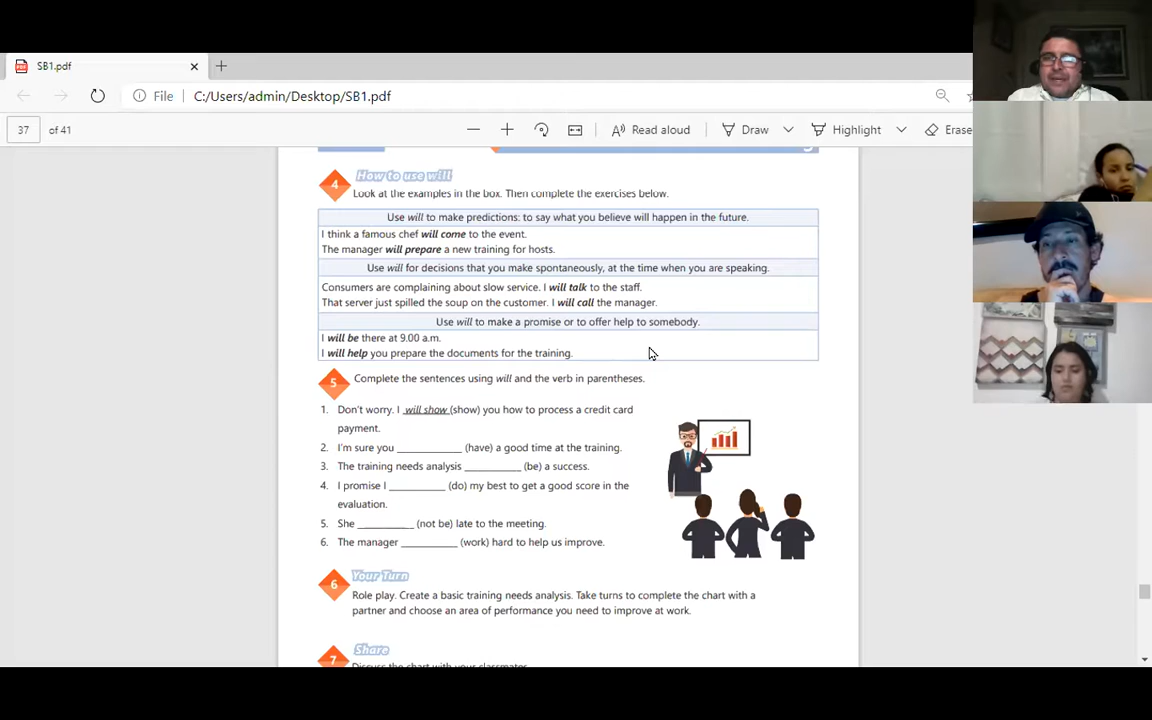 SB1.pdf
File C:/Users/admin/Desktop/SB1.pdf
37 of 41 Read aloud Draw Highlight Erase
4 How to use will
Look at the examples in the box. Then complete the exercises below.
Use will to make predictions: to say what you believe will happen in the future.
I think a famous chef will come to the event.
The manager will prepare a new training for hosts.
Use will for decisions that you make spontaneously, at the time when you are speaking.
Consumers are complaining about slow service. I will talk to the staff.
That server just spilled the soup on the customer. I will call the manager.
Use will to make a promise or to offer help to somebody.
I will be there at 9.00 a.m.
I will help you prepare the documents for the training.
5 Complete the sentences using will and the verb in parentheses.
1. Don't worry. I will show (show) you how to process a credit card
payment.
2. I'm sure you ____________ (have) a good time at the training.
3. The training needs analysis __________ (be) a success.
4. I promise I __________ (do) my best to get a good score in the
evaluation.
5. She __________ (not be) late to the meeting.
6. The manager __________ (work) hard to help us improve.
6 Your Turn
Role play. Create a basic training needs analysis. Take turns to complete the chart with a
partner and choose an area of performance you need to improve at work.
7 Share
Discuss the chart with your classmates.